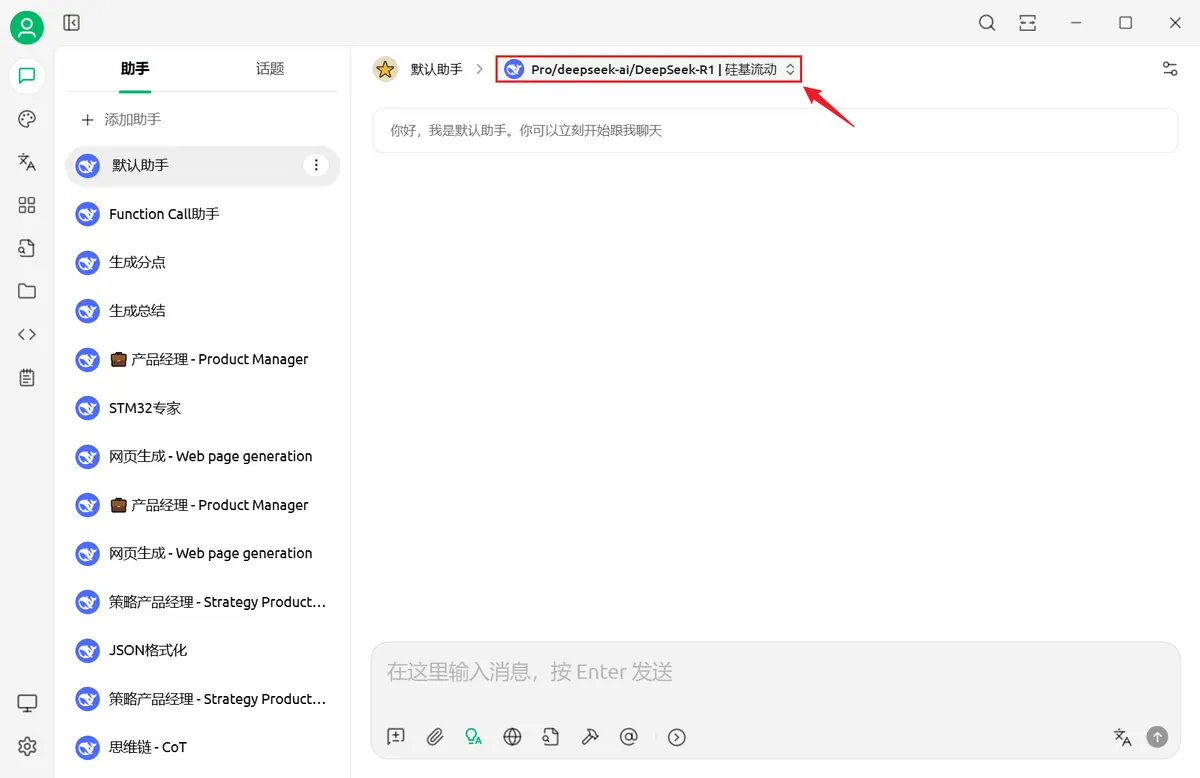 助手
话题
添加助手
默认助手
Function Call助手
生成分点
生成总结
产品经理 - Product Manager
STM32专家
网页生成 - Web page generation
产品经理 - Product Manager
网页生成 - Web page generation
策略产品经理 - Strategy Product...
JSON格式化
策略产品经理 - Strategy Product...
思维链 - CoT
默认助手
Pro/deepseek-ai/DeepSeek-R1 | 硅基流动
你好，我是默认助手。你可以立刻开始跟我聊天
在这里输入消息，按 Enter 发送